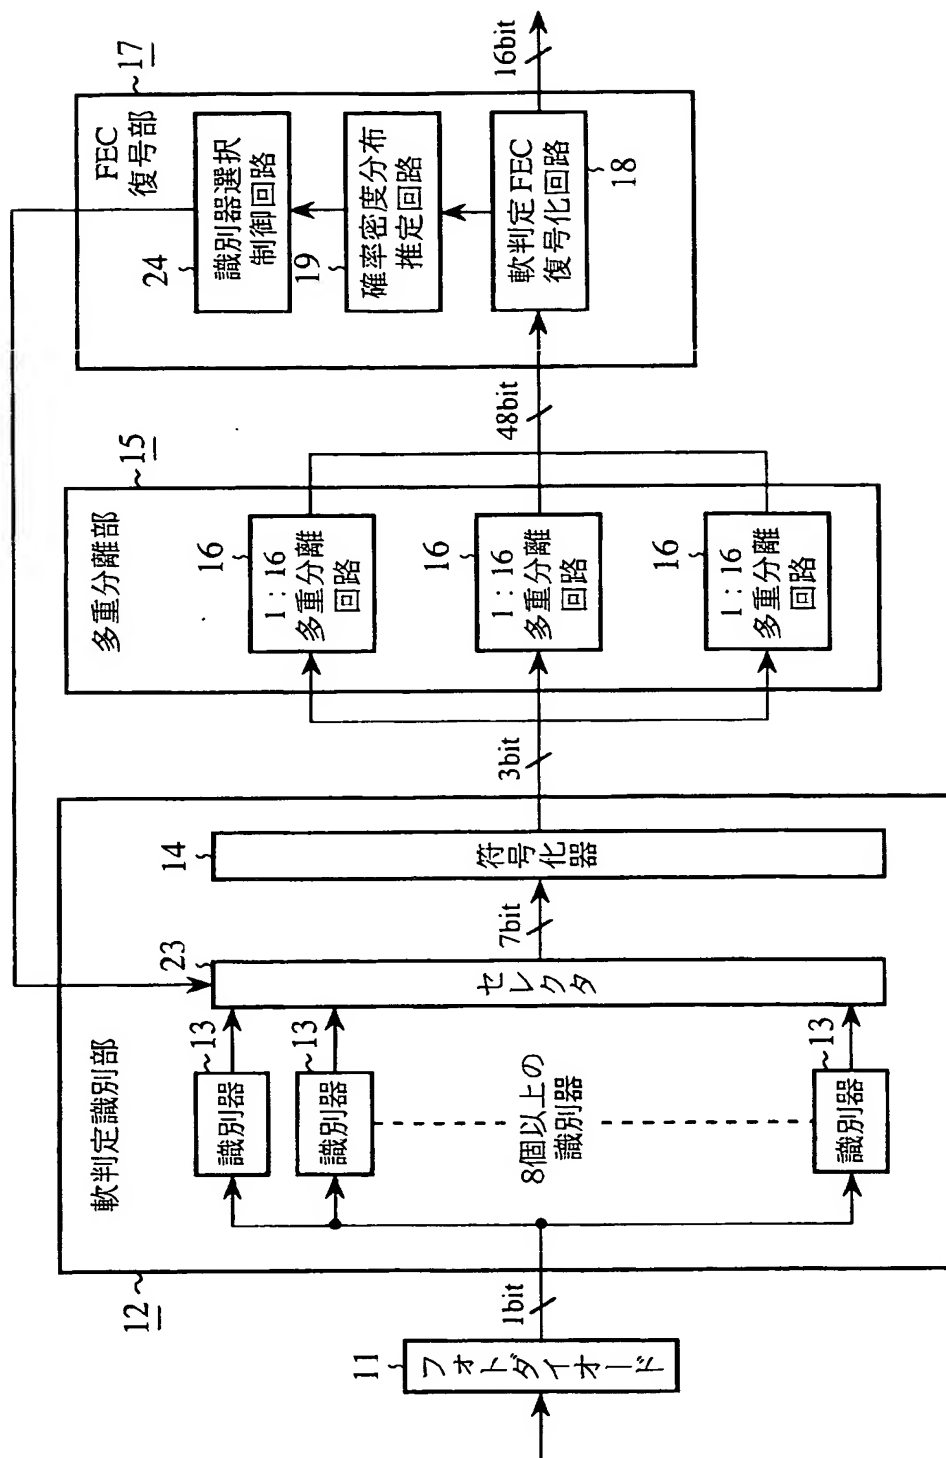 11
フォトダイオード
1bit
12
軟判定識別部
13
識別器
13
識別器
8個以上の
識別器
13
識別器
23
セレクタ
7bit
14
符号化器
3bit
多重分離部
15
16
1:16
多重分離
回路
16
1:16
多重分離
回路
16
1:16
多重分離
回路
48bit
FEC
復号部
17
24
識別器選択
制御回路
19
確率密度分布
推定回路
軟判定FEC
復号化回路
18
16bit